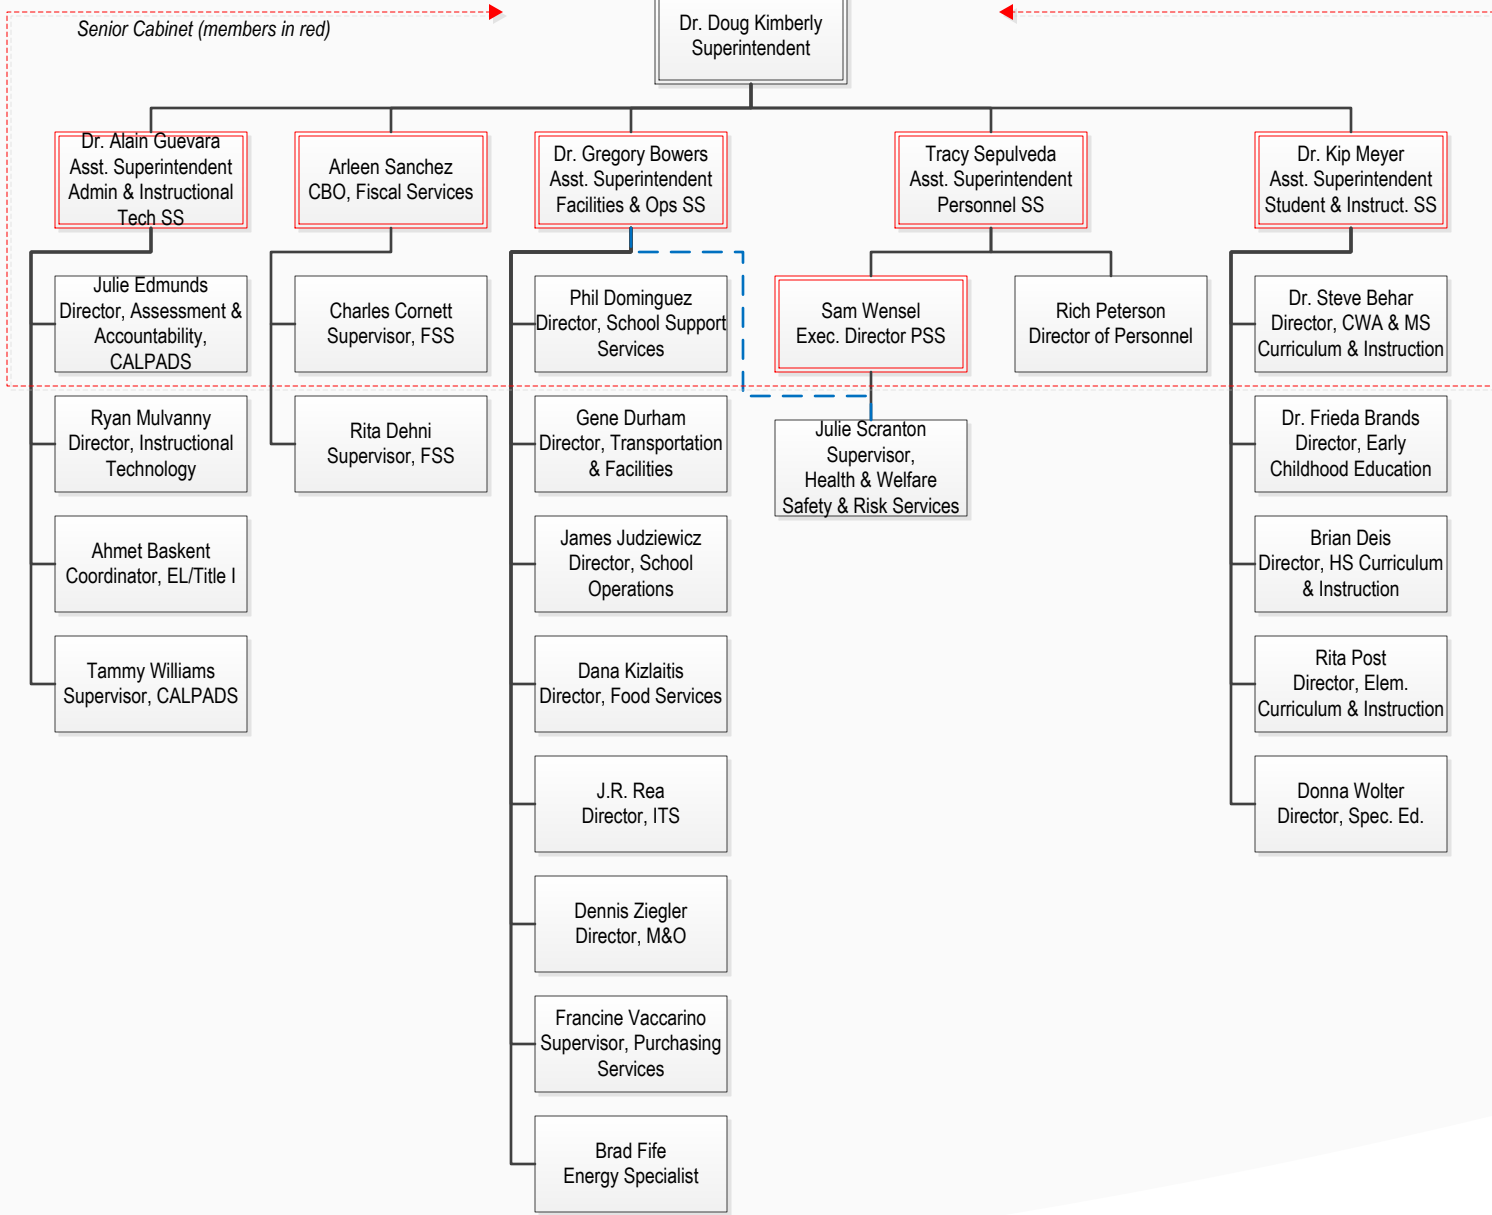 Senior Cabinet (members in red)
Dr. Doug Kimberly
Superintendent
Dr. Alain Guevara
Asst. Superintendent
Admin & Instructional
Tech SS
Arleen Sanchez
CBO, Fiscal Services
Dr. Gregory Bowers
Asst. Superintendent
Facilities & Ops SS
Tracy Sepulveda
Asst. Superintendent
Personnel SS
Dr. Kip Meyer
Asst. Superintendent
Student & Instruct. SS
Julie Edmunds
Director, Assessment &
Accountability,
CALPADS
Ryan Mulvanny
Director, Instructional
Technology
Ahmet Baskent
Coordinator, EL/Title I
Tammy Williams
Supervisor, CALPADS
Charles Cornett
Supervisor, FSS
Rita Dehni
Supervisor, FSS
Phil Dominguez
Director, School Support
Services
Gene Durham
Director, Transportation
& Facilities
James Judziewicz
Director, School
Operations
Dana Kizlaitis
Director, Food Services
J.R. Rea
Director, ITS
Dennis Ziegler
Director, M&O
Francine Vaccarino
Supervisor, Purchasing
Services
Brad Fife
Energy Specialist
Sam Wensel
Exec. Director PSS
Julie Scranton
Supervisor,
Health & Welfare
Safety & Risk Services
Rich Peterson
Director of Personnel
Dr. Steve Behar
Director, CWA & MS
Curriculum & Instruction
Dr. Frieda Brands
Director, Early
Childhood Education
Brian Deis
Director, HS Curriculum
& Instruction
Rita Post
Director, Elem.
Curriculum & Instruction
Donna Wolter
Director, Spec. Ed.